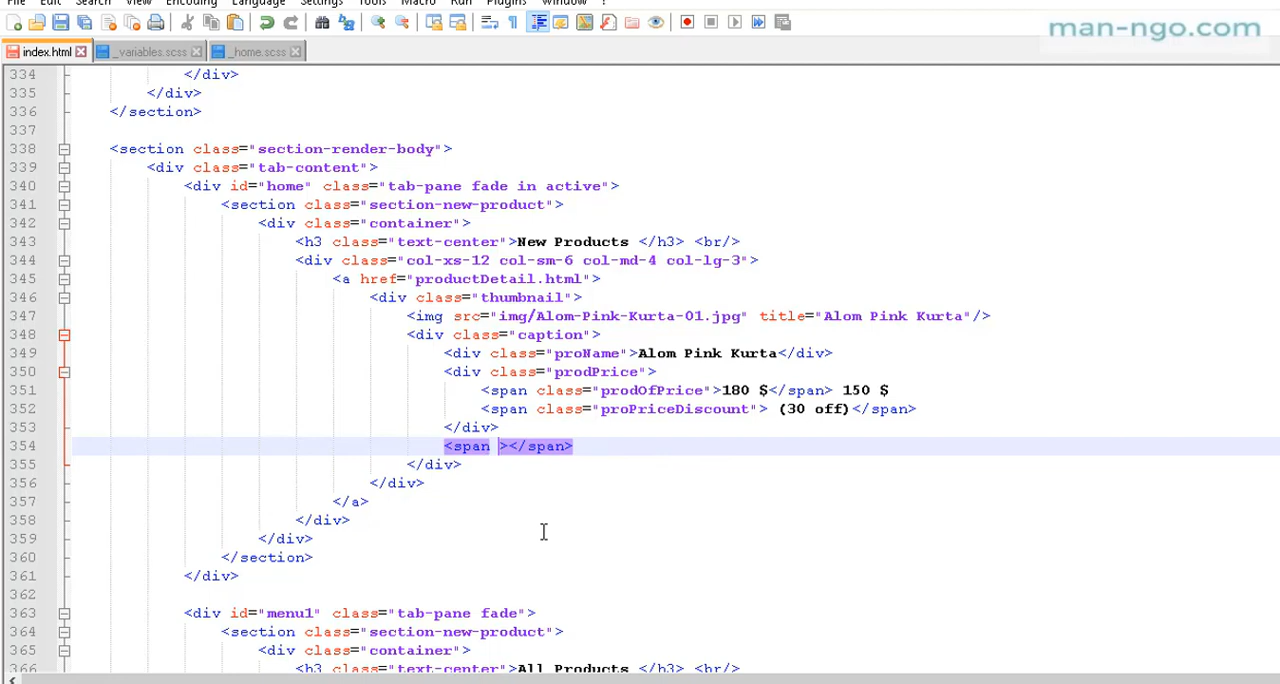 File Edit Search View Encoding Language Settings Tools Macro Run Plugins Window ?
man-ngo.com
index.html _variables.scss _home.scss
334 </div>
335 </div>
336 </section>
337
338 <section class="section-render-body">
339 <div class="tab-content">
340 <div id="home" class="tab-pane fade in active">
341 <section class="section-new-product">
342 <div class="container">
343 <h3 class="text-center">New Products </h3> <br/>
344 <div class="col-xs-12 col-sm-6 col-md-4 col-lg-3">
345 <a href="productDetail.html">
346 <div class="thumbnail">
347 <img src="img/Alom-Pink-Kurta-01.jpg" title="Alom Pink Kurta"/>
348 <div class="caption">
349 <div class="proName">Alom Pink Kurta</div>
350 <div class="prodPrice">
351 <span class="prodOfPrice">180 $</span> 150 $
352 <span class="proPriceDiscount"> (30 off)</span>
353 </div>
354 <span ></span>
355 </div>
356 </div>
357 </a>
358 </div>
359 </div>
360 </section>
361 </div>
362
363 <div id="menu1" class="tab-pane fade">
364 <section class="section-new-product">
365 <div class="container">
366 <h3 class="text-center">All Products </h3> <br/>